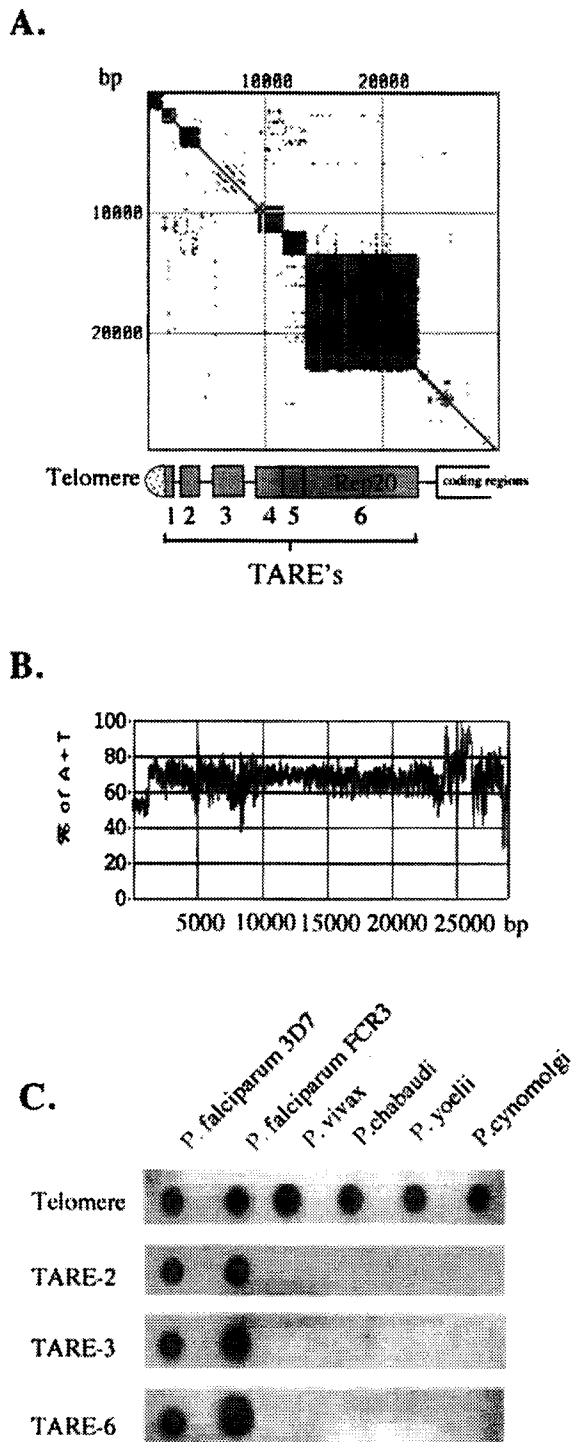 A.
bp 10000 20000
10000
20000
Telomere Rep20 coding regions
1 2 3 4 5 6
TARE's
B.
% of A+T
100
80
60
40
20
0
5000 10000 15000 20000 25000 bp
C.
P. falciparum 3D7
P. falciparum FCR3
P. vivax
P.chabaudi
P. yoelii
P.cynomolgi
Telomere
TARE-2
TARE-3
TARE-6